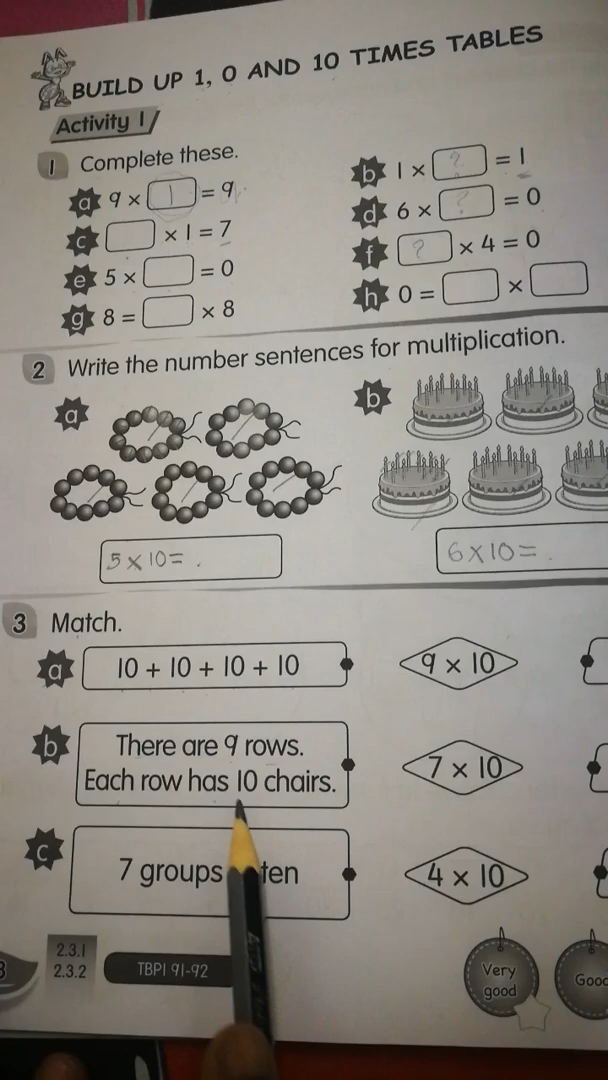 BUILD UP 1, 0 AND 10 TIMES TABLES
Activity 1
1 Complete these.
a 9 × 1 = 9
b 1 × ? = 1
c × 1 = 7
d 6 × ? = 0
e 5 × = 0
f ? × 4 = 0
g 8 = × 8
h 0 = ×
2 Write the number sentences for multiplication.
a
b
5 × 10 = .
6 × 10 = .
3 Match.
a 10 + 10 + 10 + 10
9 × 10
b There are 9 rows.
Each row has 10 chairs.
7 × 10
c 7 groups ten
4 × 10
2.3.1
2.3.2
TBP1 91-92
Very
good
Good